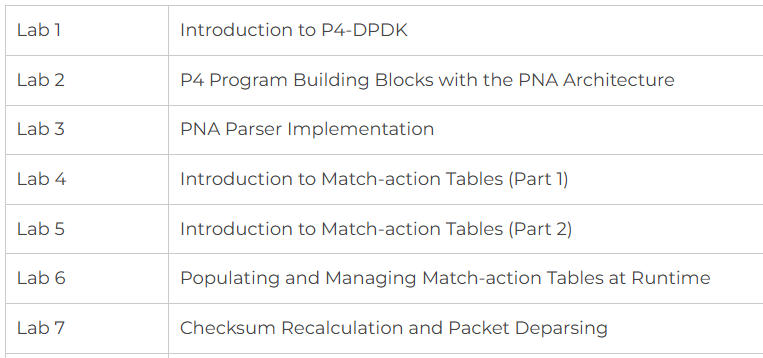 Lab 1 Introduction to P4-DPDK
Lab 2 P4 Program Building Blocks with the PNA Architecture
Lab 3 PNA Parser Implementation
Lab 4 Introduction to Match-action Tables (Part 1)
Lab 5 Introduction to Match-action Tables (Part 2)
Lab 6 Populating and Managing Match-action Tables at Runtime
Lab 7 Checksum Recalculation and Packet Deparsing